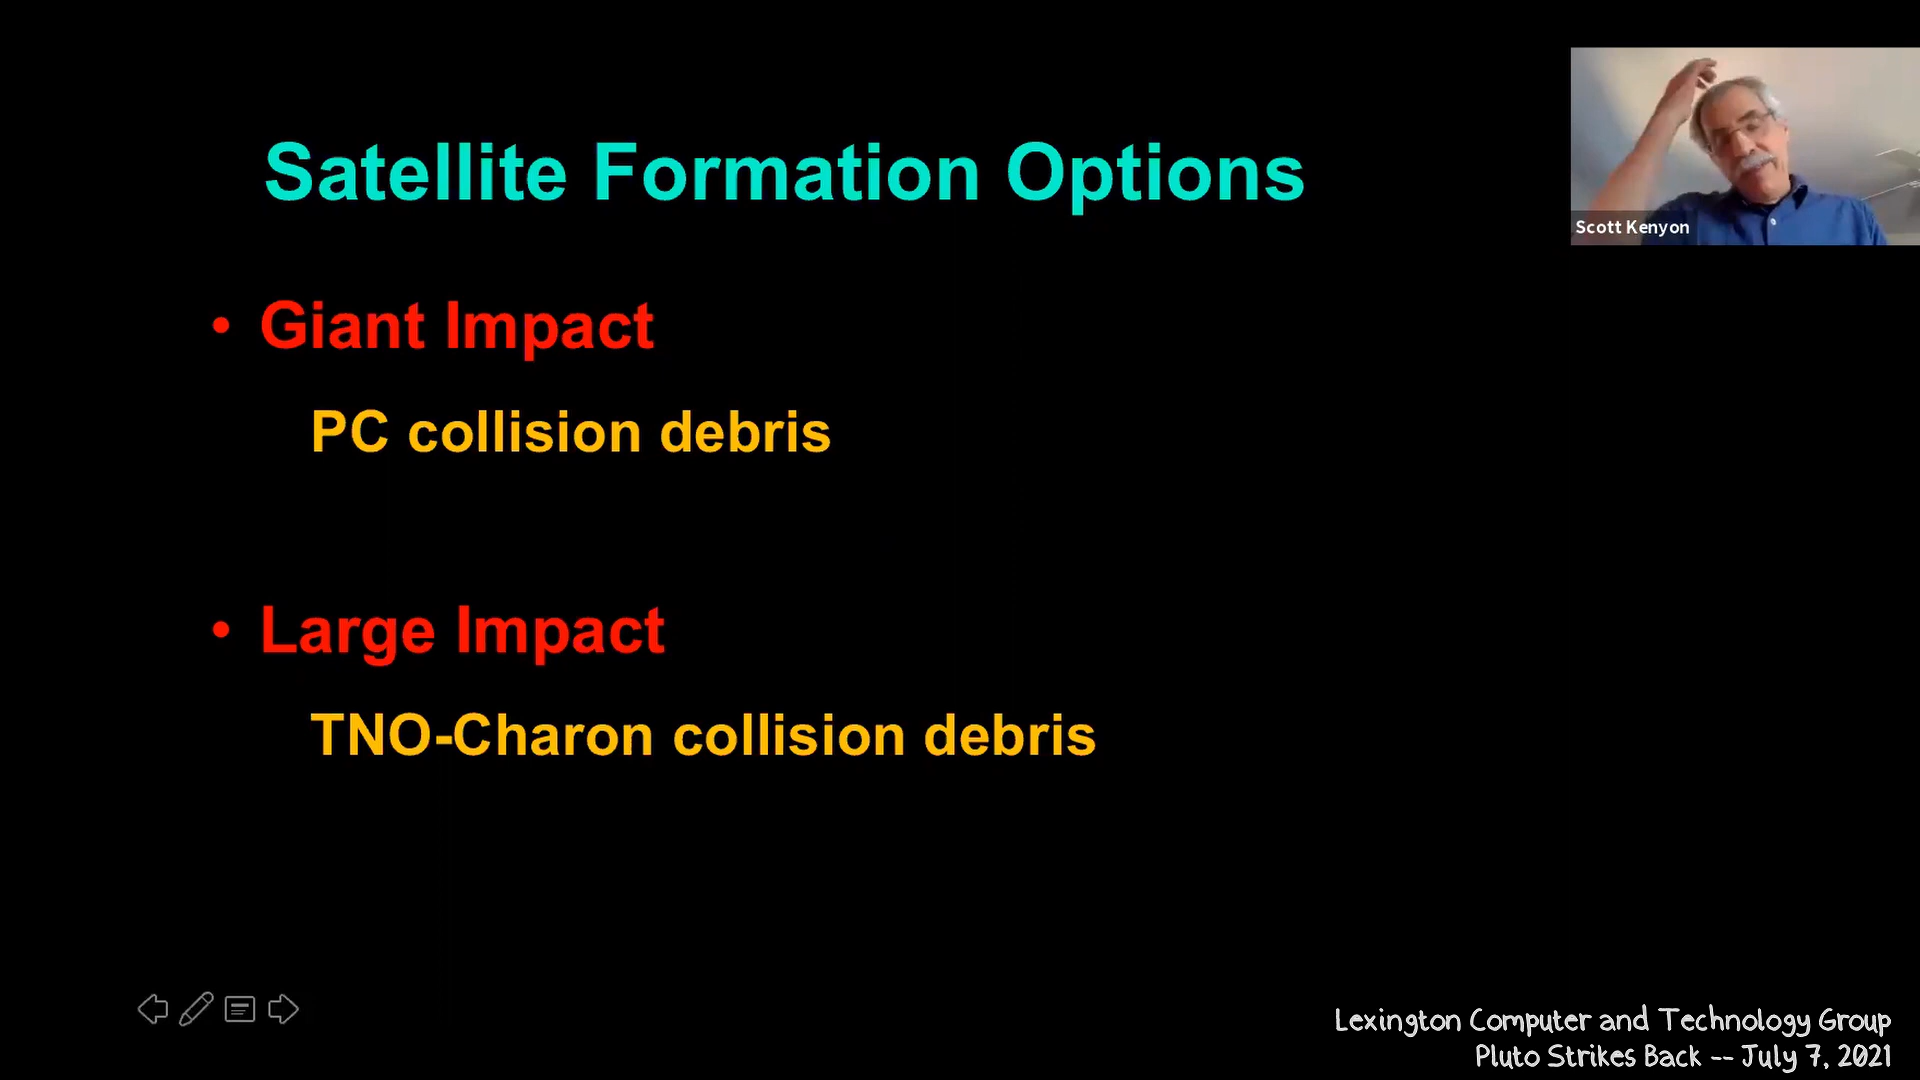 Satellite Formation Options
Scott Kenyon
• Giant Impact
PC collision debris
• Large Impact
TNO-Charon collision debris
Lexington Computer and Technology Group
Pluto Strikes Back -- July 7, 2021